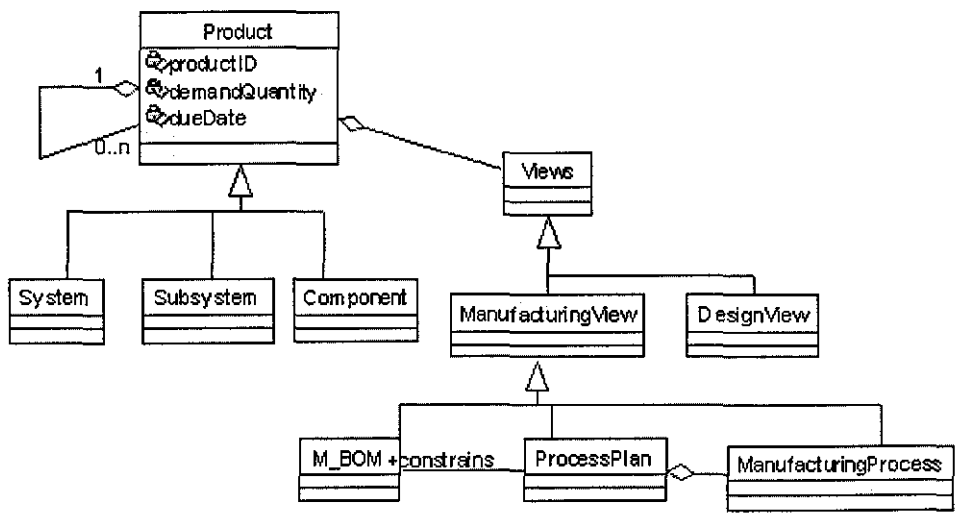 Product
productID
1
demandQuantity
dueDate
0..n
Views
System
Subsystem
Component
ManufacturingView
DesignView
M_BOM
+constrains
ProcessPlan
ManufacturingProcess